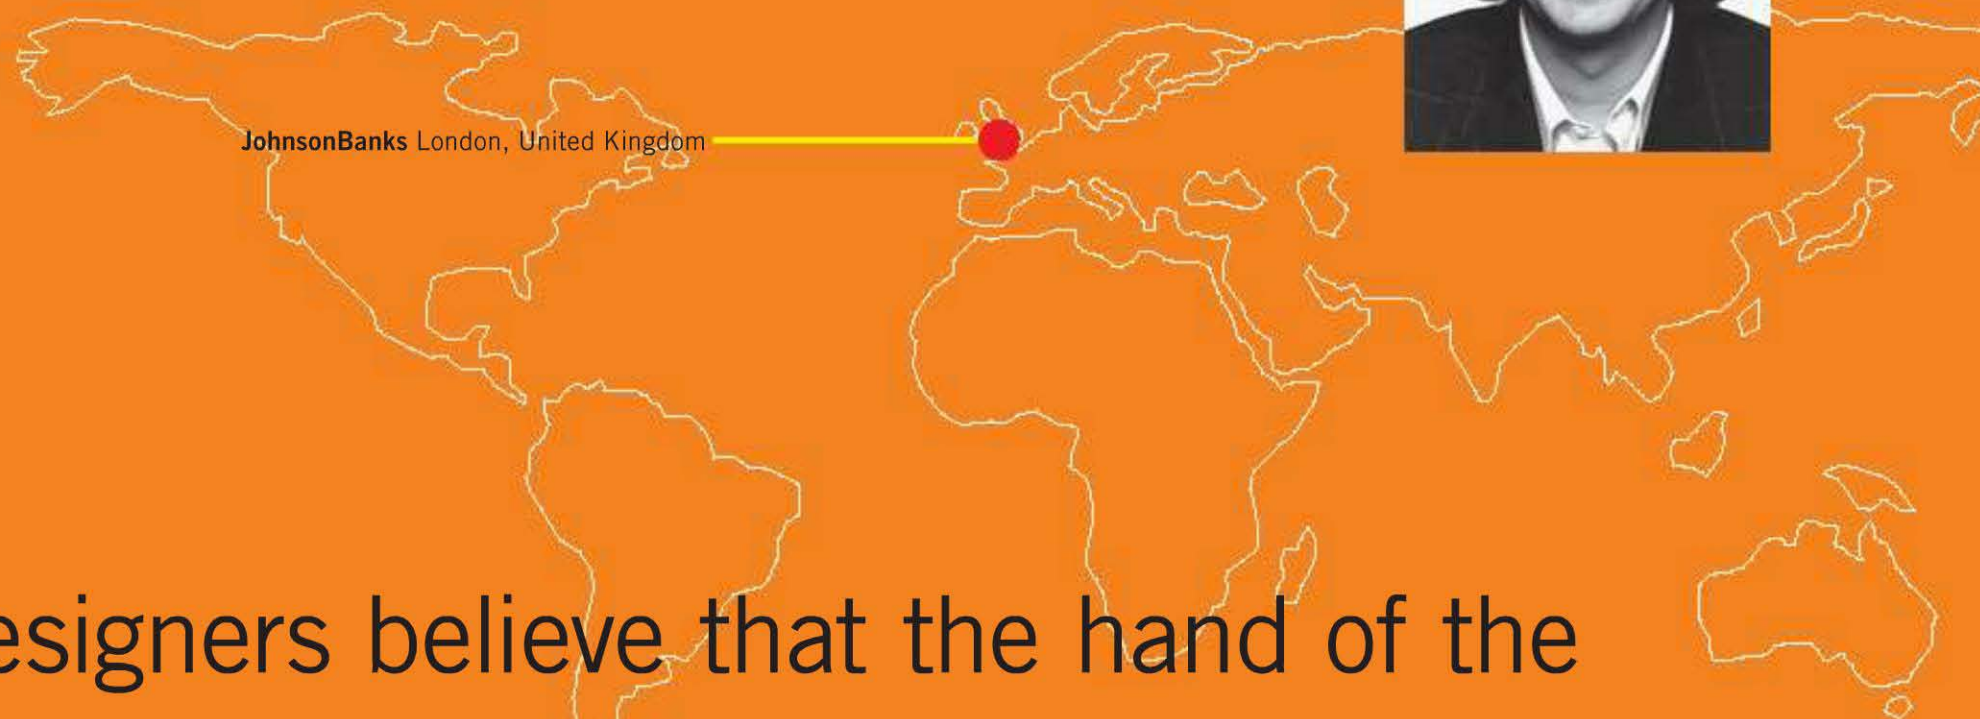 JohnsonBanks London, United Kingdom
esigners believe that the hand of the